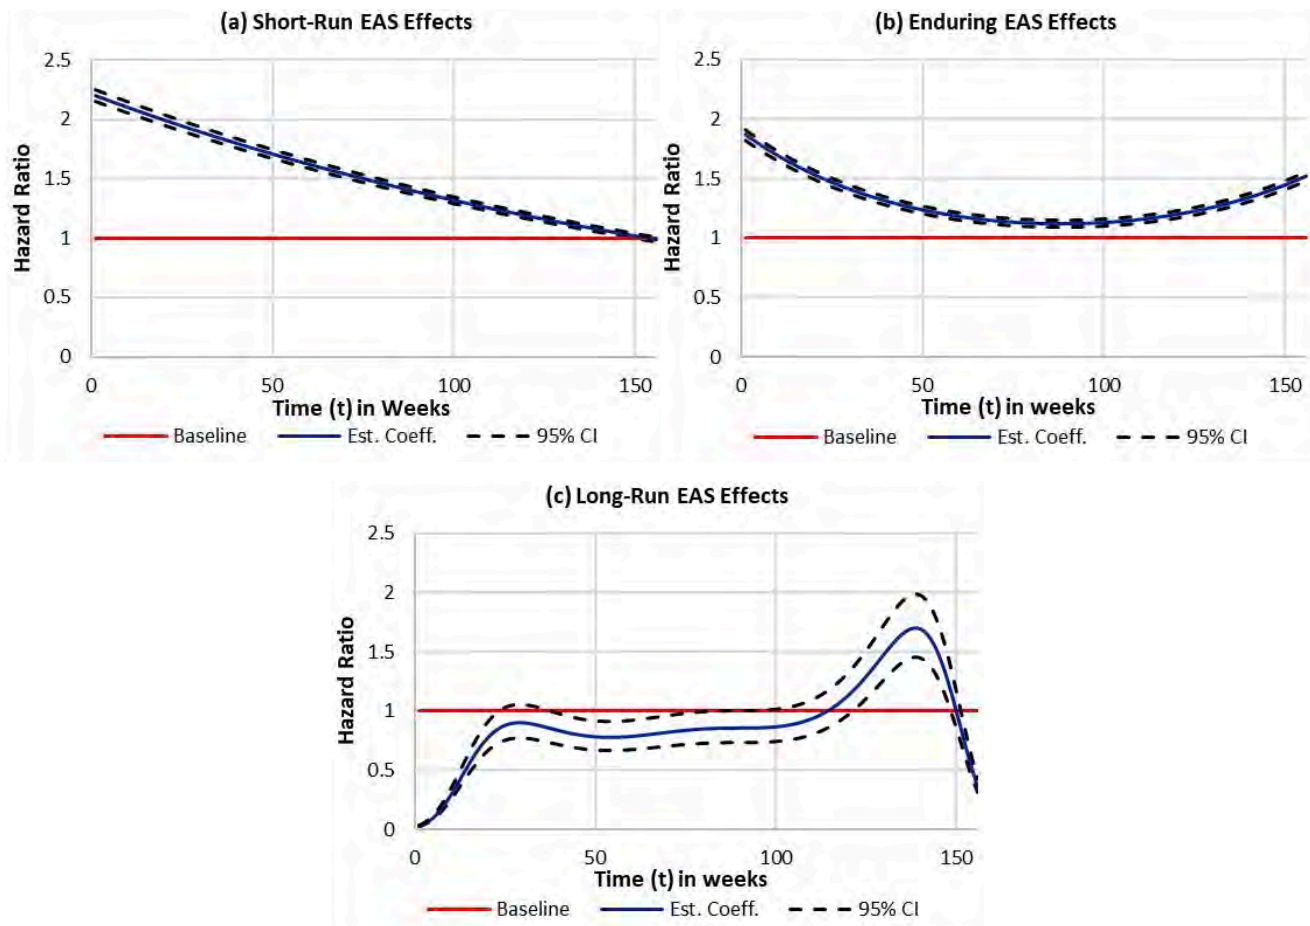 (a) Short-Run EAS Effects
2.5
2
1.5
1
0.5
0
Hazard Ratio
0 50 100 150
Time (t) in Weeks
Baseline Est. Coeff. 95% CI
(b) Enduring EAS Effects
2.5
2
1.5
1
0.5
0
Hazard Ratio
0 50 100 150
Time (t) in weeks
Baseline Est. Coeff. 95% CI
(c) Long-Run EAS Effects
2.5
2
1.5
1
0.5
0
Hazard Ratio
0 50 100 150
Time (t) in weeks
Baseline Est. Coeff. 95% CI